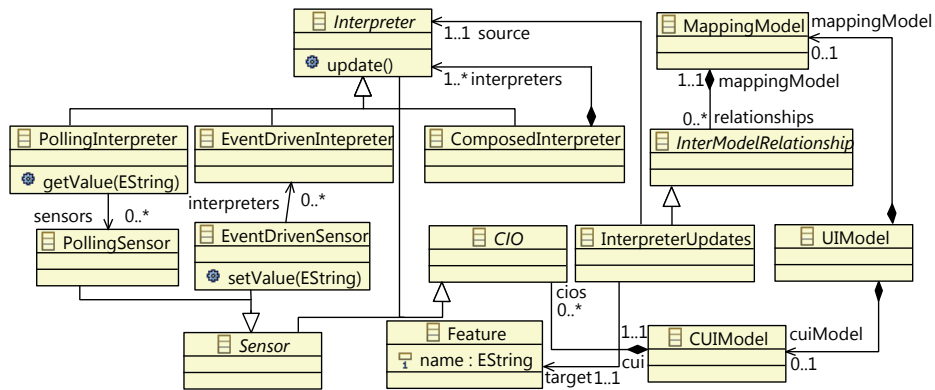 Interpreter
update()
1..1 source
1..* interpreters
MappingModel
mappingModel
0..1
1..1
mappingModel
0..*
relationships
PollingInterpreter
getValue(EString)
EventDrivenIntepreter
ComposedInterpreter
InterModelRelationship
sensors
0..*
interpreters
0..*
PollingSensor
EventDrivenSensor
setValue(EString)
CIO
InterpreterUpdates
UIModel
cios
0..*
Sensor
Feature
name : EString
1..1
cui
CUIModel
cuiModel
0..1
target
1..1